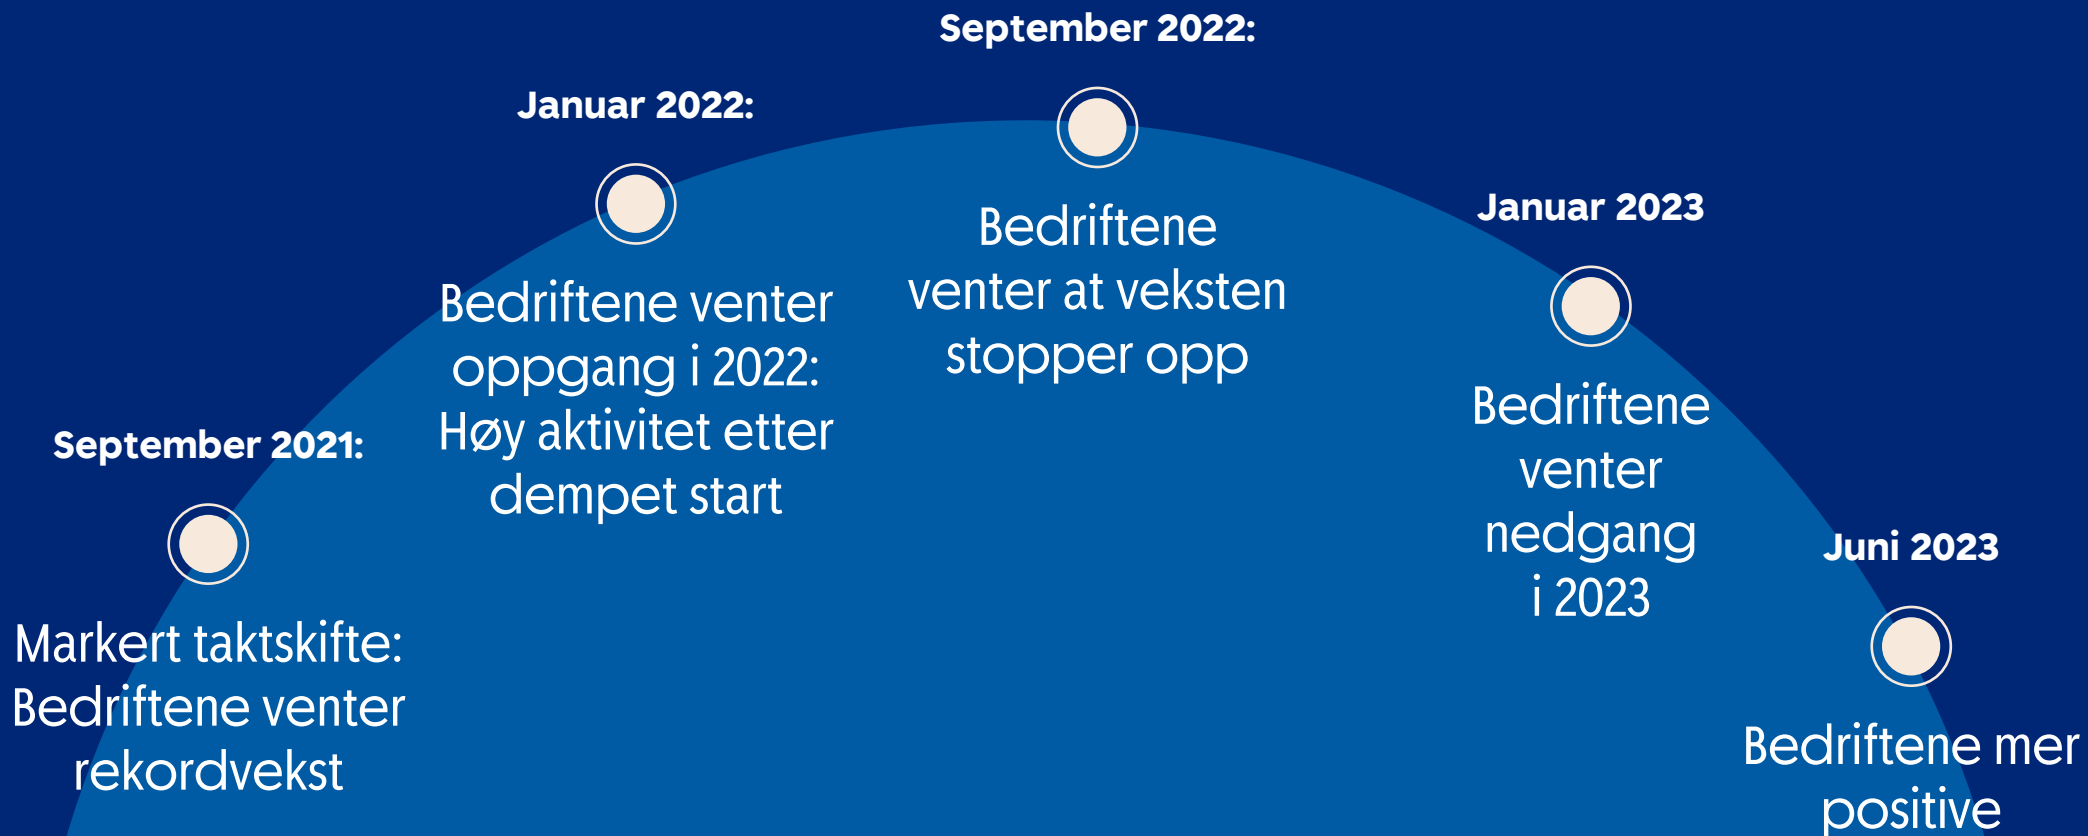 September 2021:
Markert taktskifte:
Bedriftene venter
rekordvekst
Januar 2022:
Bedriftene venter
oppgang i 2022:
Høy aktivitet etter
dempet start
September 2022:
Bedriftene
venter at veksten
stopper opp
Januar 2023
Bedriftene
venter
nedgang
i 2023
Juni 2023
Bedriftene mer
positive